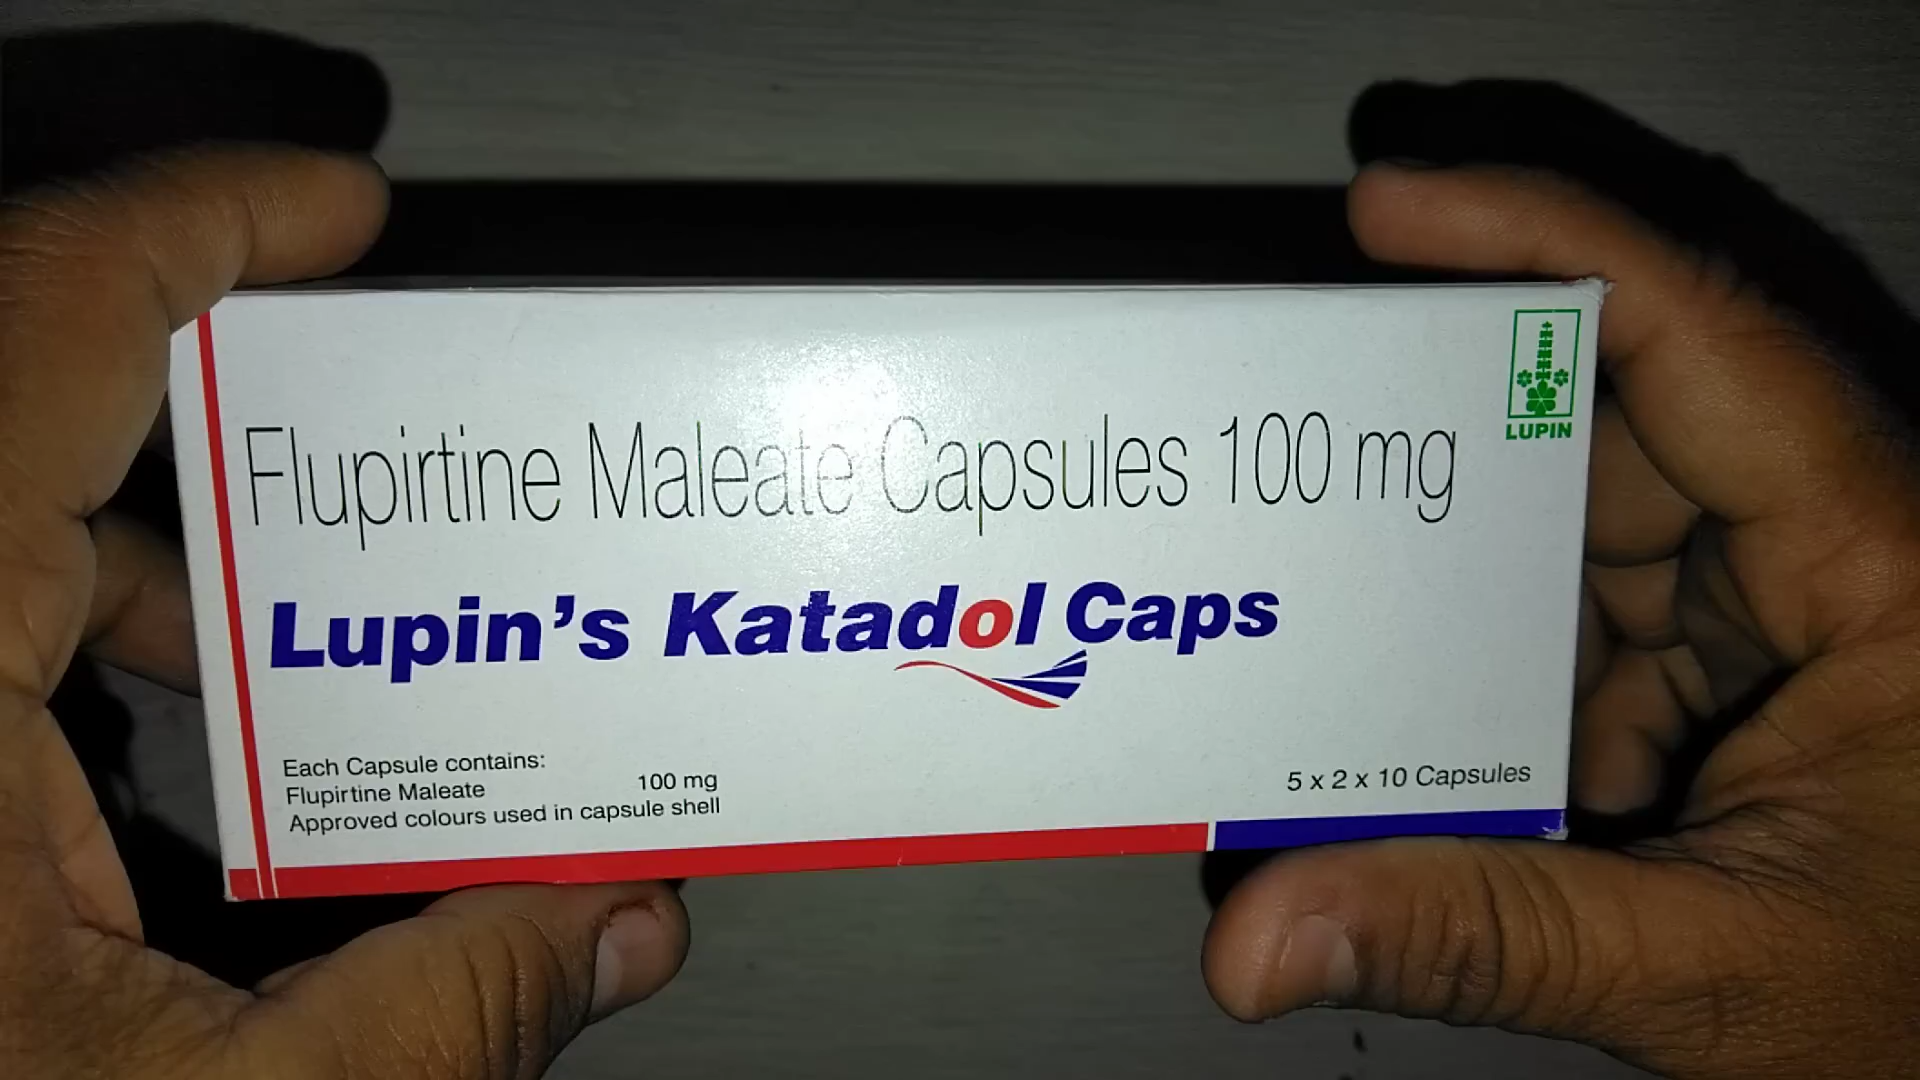 LUPIN
Flupirtine Maleate Capsules 100 mg
Lupin's Katadol Caps
Each Capsule contains:
Flupirtine Maleate 100 mg
Approved colours used in capsule shell
5 x 2 x 10 Capsules